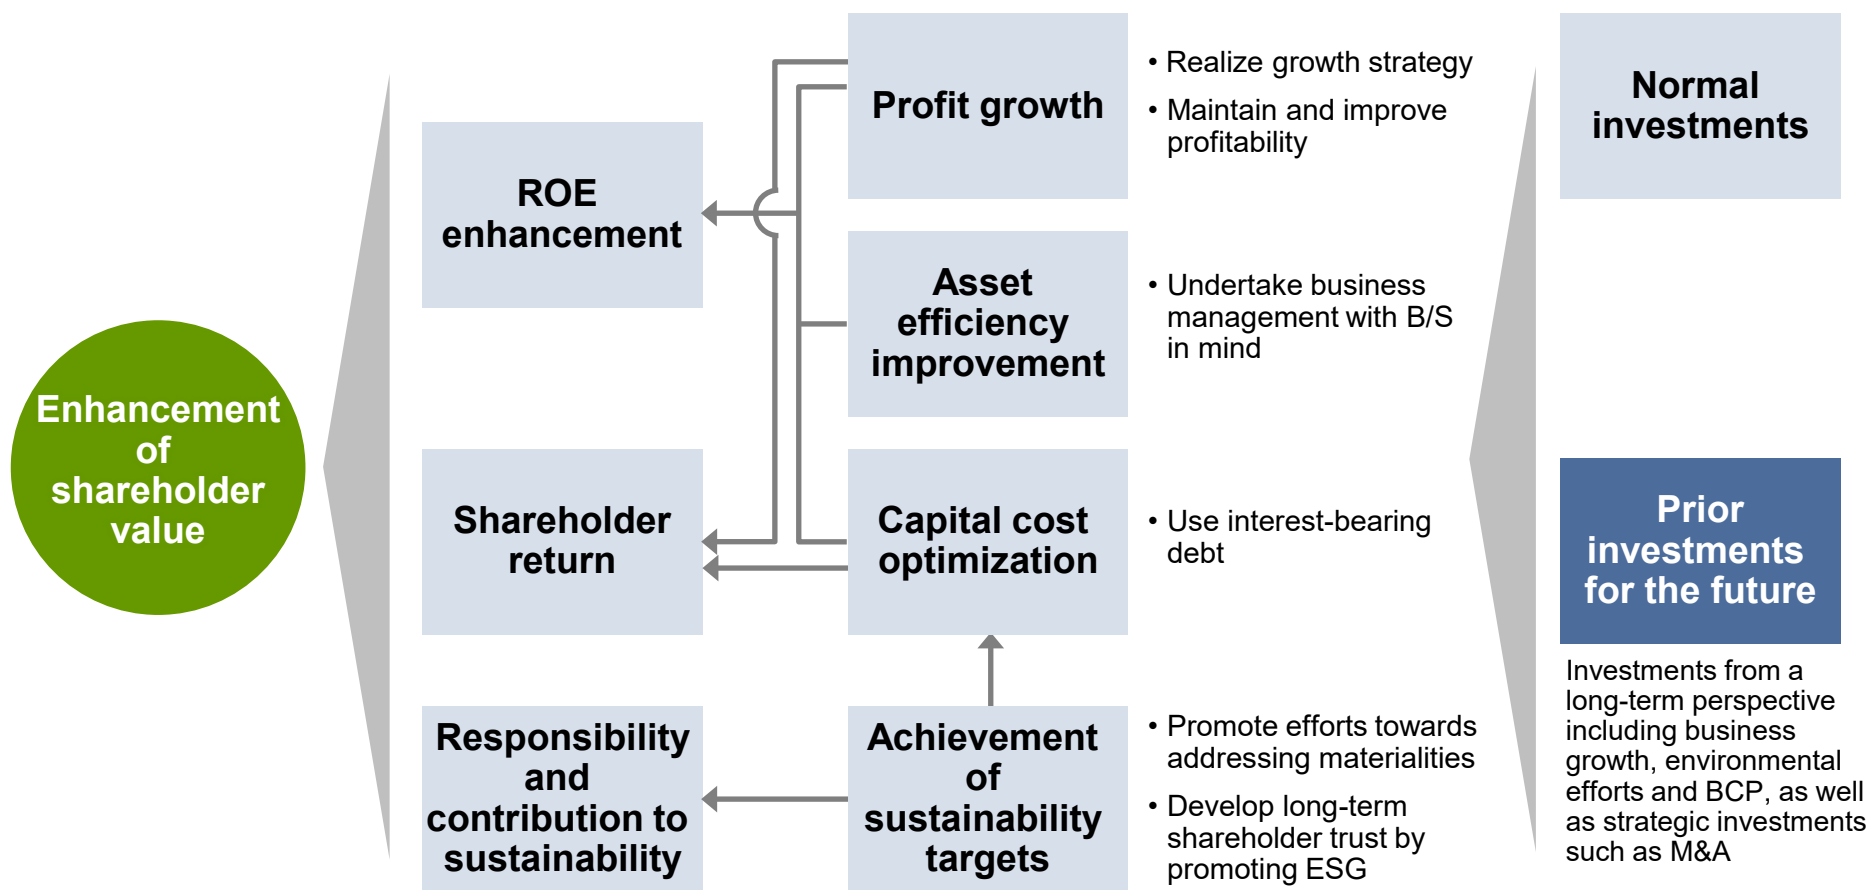 Enhancement
of
shareholder
value
ROE
enhancement
Shareholder
return
Responsibility
and
contribution to
sustainability
Profit growth
• Realize growth strategy
• Maintain and improve
profitability
Asset
efficiency
improvement
• Undertake business
management with B/S
in mind
Capital cost
optimization
• Use interest-bearing
debt
Achievement
of
sustainability
targets
• Promote efforts towards
addressing materialities
• Develop long-term
shareholder trust by
promoting ESG
Normal
investments
Prior
investments
for the future
Investments from a
long-term perspective
including business
growth, environmental
efforts and BCP, as well
as strategic investments
such as M&A